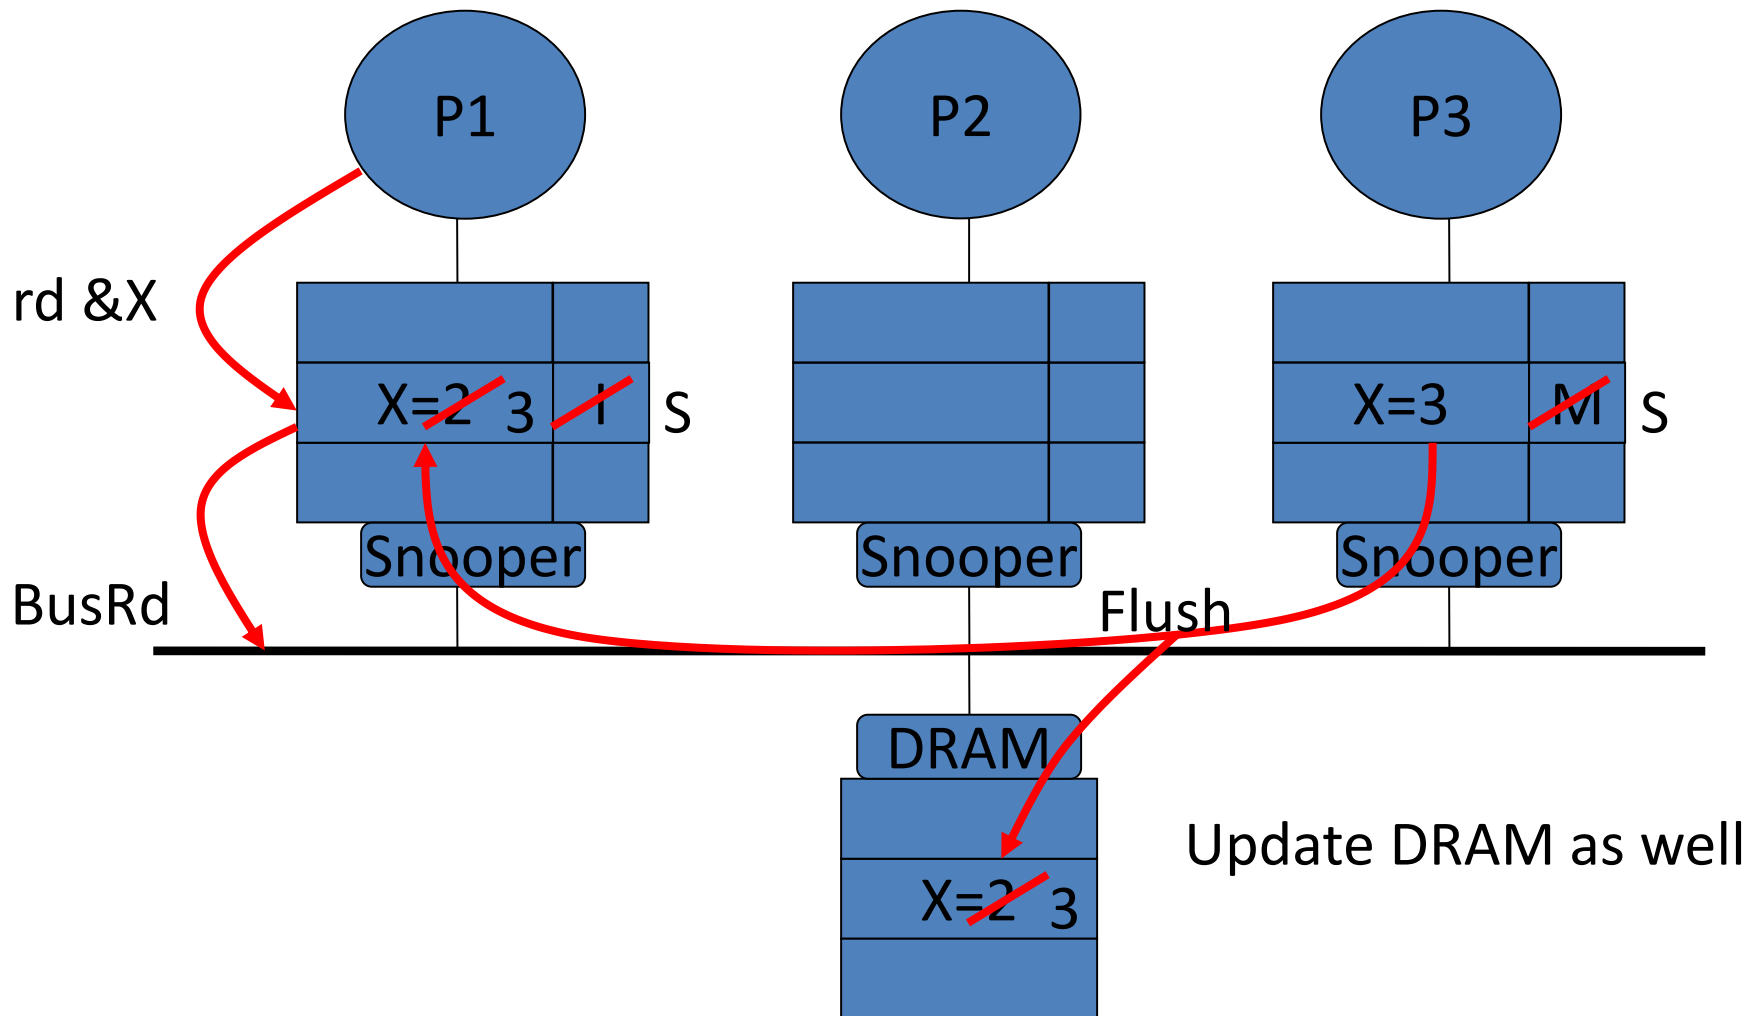 P1
P2
P3
rd &X
X=2 3
I
S
X=3
M
S
Snooper
Snooper
Snooper
BusRd
Flush
DRAM
Update DRAM as well
X=2 3